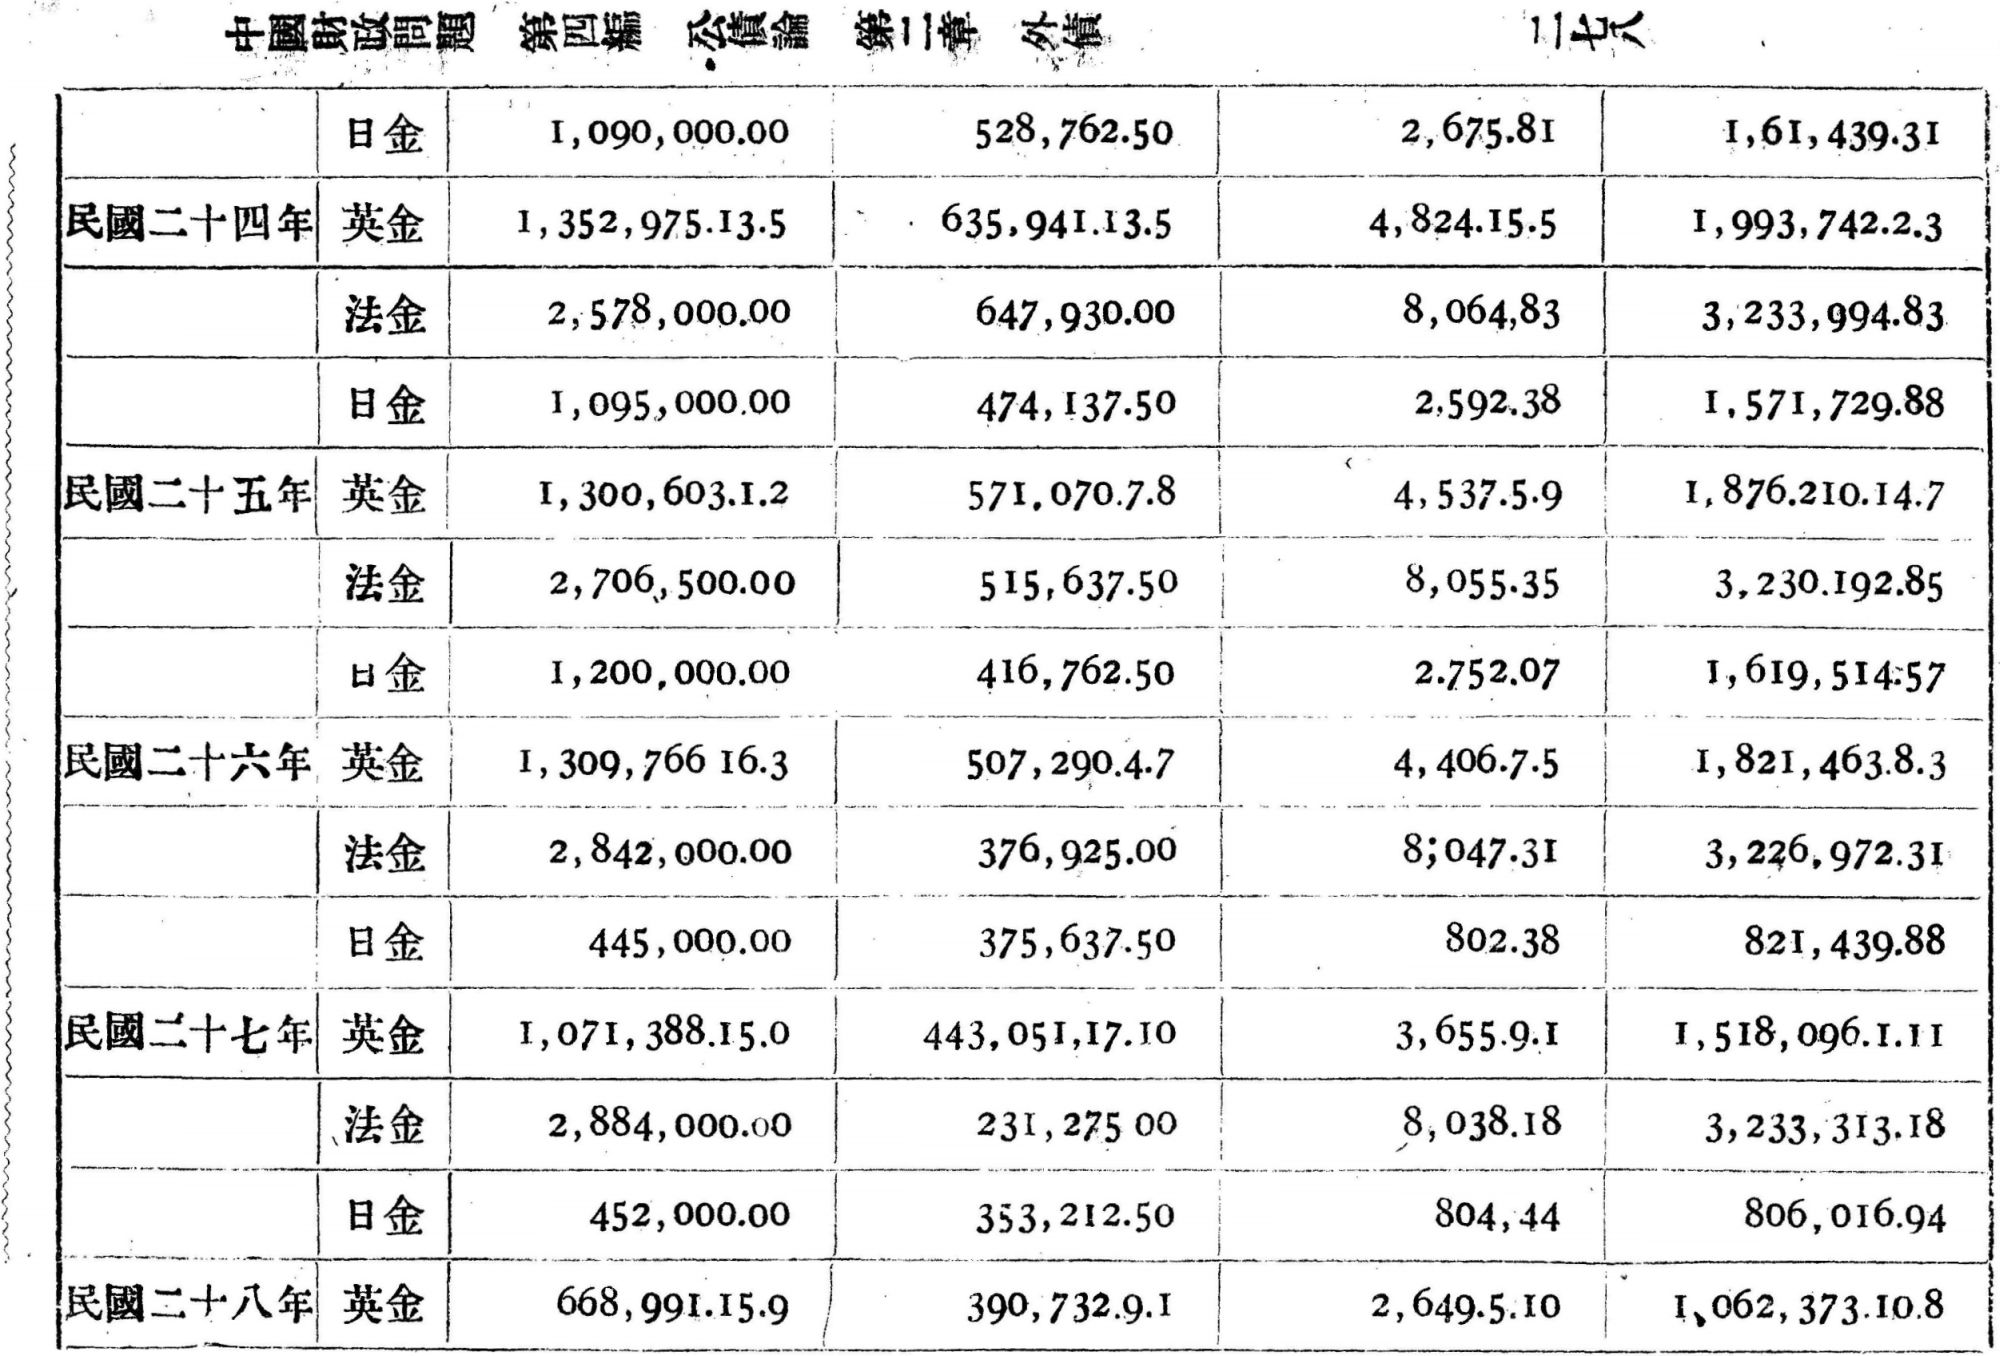 中國財政問題 第四編 公債論 第二章 外債 二七八
日金 1,090,000.00 528,762.50 2,675.81 1,61,439.31
民國二十四年 英金 1,352,975.13.5 635,941.13.5 4,824.15.5 1,993,742.2.3
法金 2,578,000.00 647,930.00 8,064,83 3,233,994.83
日金 1,095,000.00 474,137.50 2,592.38 1,571,729.88
民國二十五年 英金 1,300,603.1.2 571,070.7.8 4,537.5.9 1,876.210.14.7
法金 2,706,500.00 515,637.50 8,055.35 3,230.192.85
日金 1,200,000.00 416,762.50 2.752.07 1,619,514.57
民國二十六年 英金 1,309,766 16.3 507,290.4.7 4,406.7.5 1,821,463.8.3
法金 2,842,000.00 376,925.00 8;047.31 3,226,972.31
日金 445,000.00 375,637.50 802.38 821,439.88
民國二十七年 英金 1,071,388.15.0 443,051,17.10 3,655.9.1 1,518,096.1.11
法金 2,884,000.00 231,275 00 8,038.18 3,233,313.18
日金 452,000.00 353,212.50 804,44 806,016.94
民國二十八年 英金 668,991.15.9 390,732.9.1 2,649.5.10 1,062,373.10.8